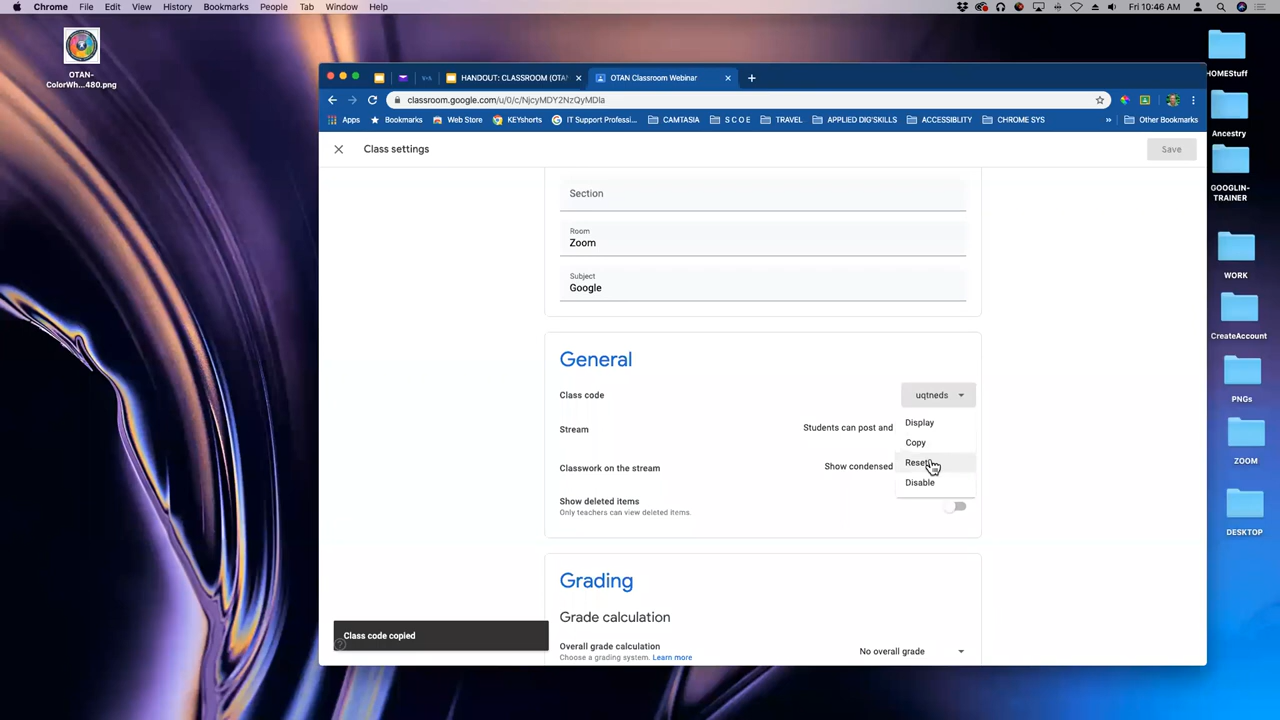 Chrome File Edit View History Bookmarks People Tab Window Help
Fri 10:46 AM
OTAN-
ColorWh...480.png
HOMEStuff
Ancestry
GOOGLIN-
TRAINER
WORK
CreateAccount
PNGs
ZOOM
DESKTOP
HANDOUT: CLASSROOM (OTAN
OTAN Classroom Webinar
classroom.google.com/u/0/c/NjcyMDY2NzQyMDla
Apps Bookmarks Web Store KEYshorts IT Support Professi... CAMTASIA S C O E TRAVEL APPLIED DIG'SKILLS ACCESSIBLITY CHROME SYS » Other Bookmarks
Class settings
Save
Section
Room
Zoom
Subject
Google
General
Class code
uqtneds
Display
Stream
Students can post and
Copy
Classwork on the stream
Show condensed
Reset
Disable
Show deleted items
Only teachers can view deleted items.
Grading
Grade calculation
Overall grade calculation
Choose a grading system. Learn more
No overall grade
Class code copied